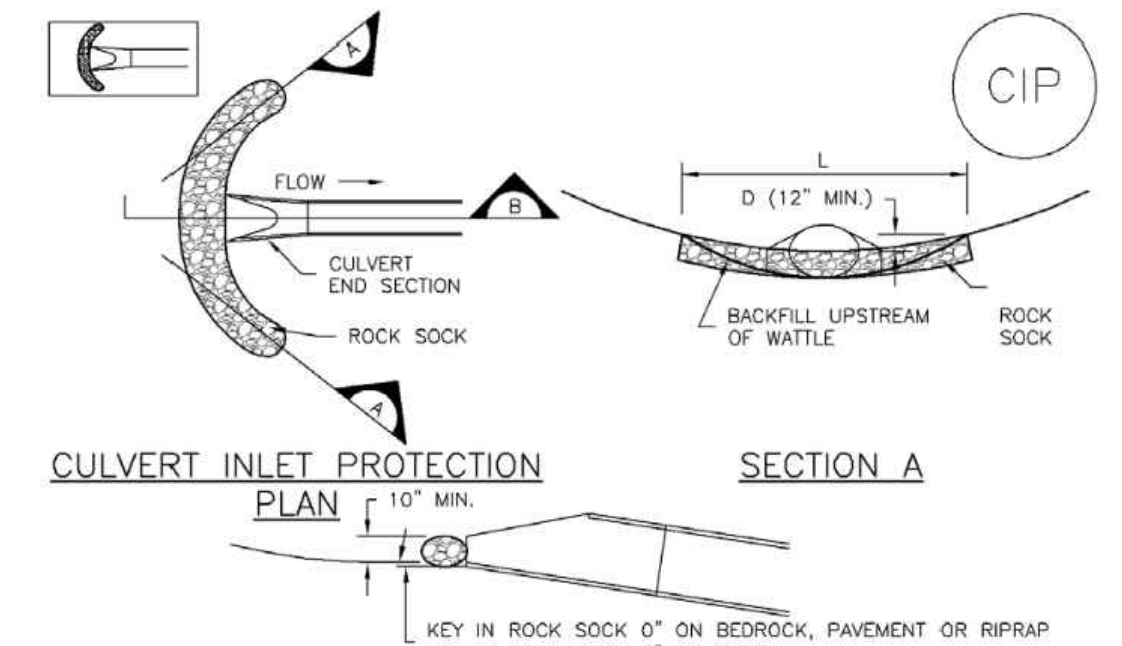 A
CIP
L
FLOW
D (12" MIN.)
B
CULVERT
END SECTION
BACKFILL UPSTREAM
OF WATTLE
ROCK
SOCK
ROCK SOCK
A
CULVERT INLET PROTECTION
PLAN
SECTION A
10" MIN.
KEY IN ROCK SOCK 0" ON BEDROCK, PAVEMENT OR RIPRAP